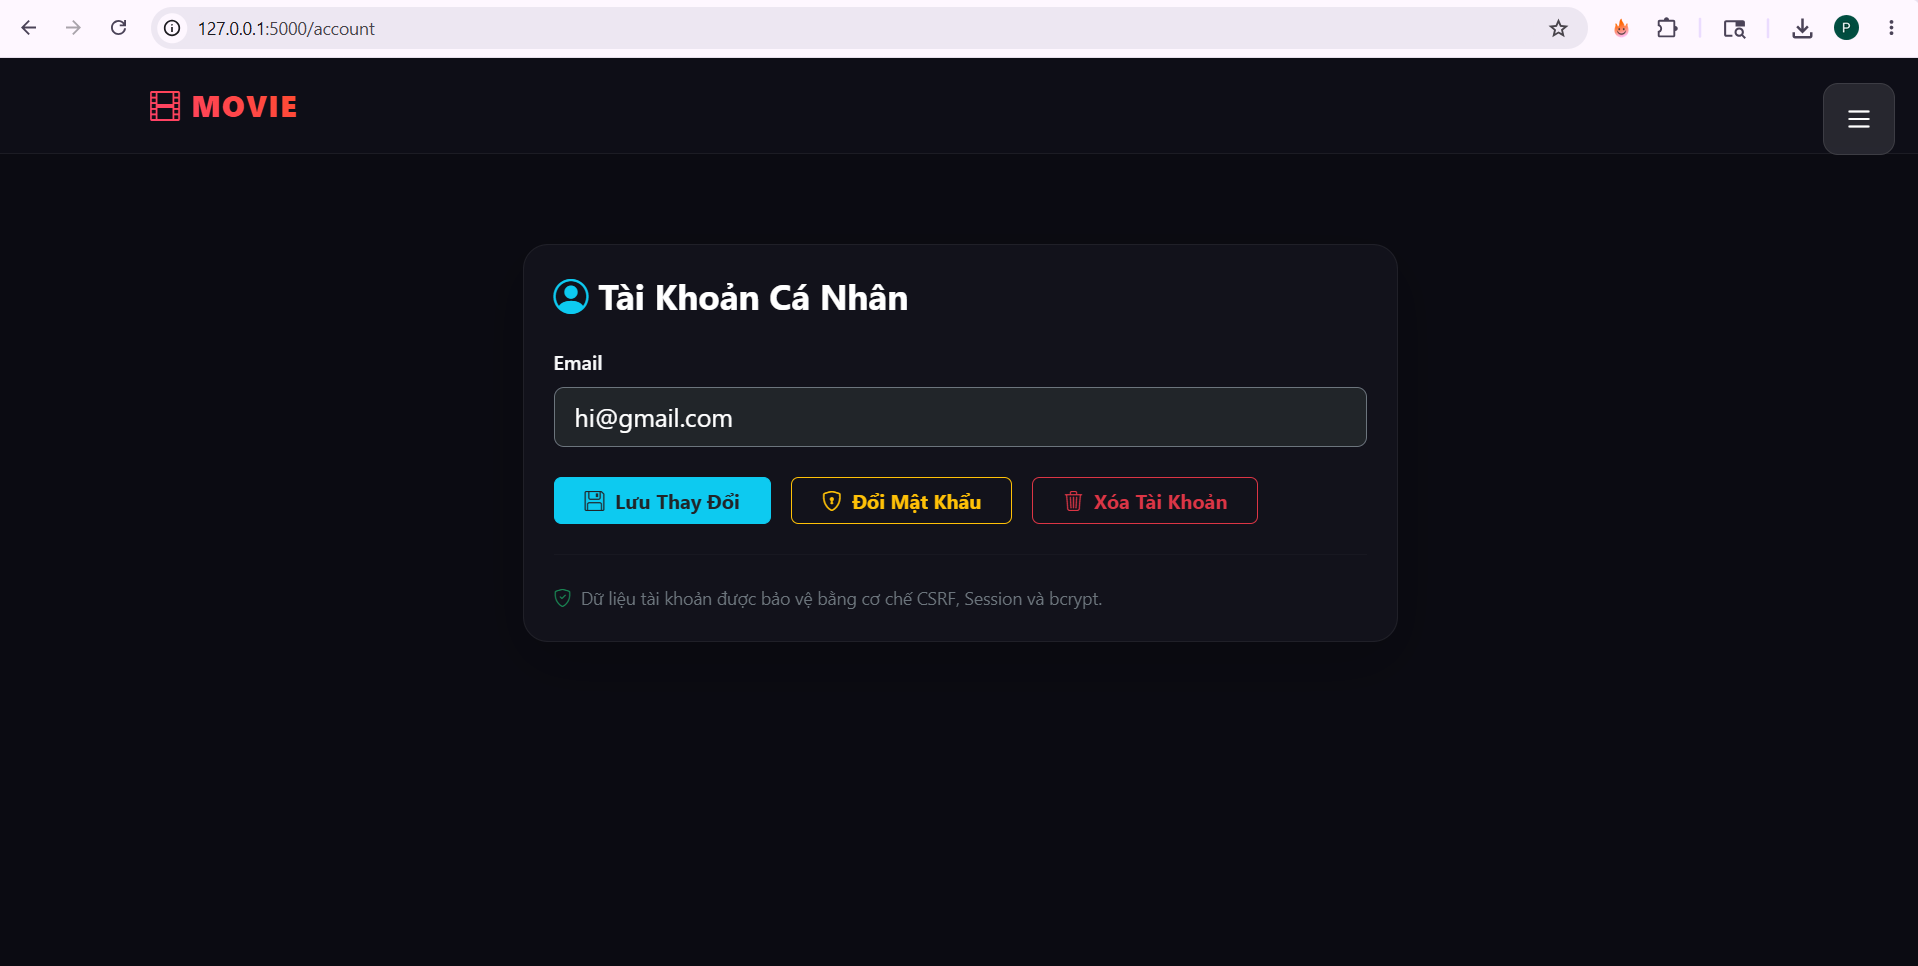 127.0.0.1:5000/account
P
MOVIE
Tài Khoản Cá Nhân
Email
hi@gmail.com
Lưu Thay Đổi
Đổi Mật Khẩu
Xóa Tài Khoản
Dữ liệu tài khoản được bảo vệ bằng cơ chế CSRF, Session và bcrypt.